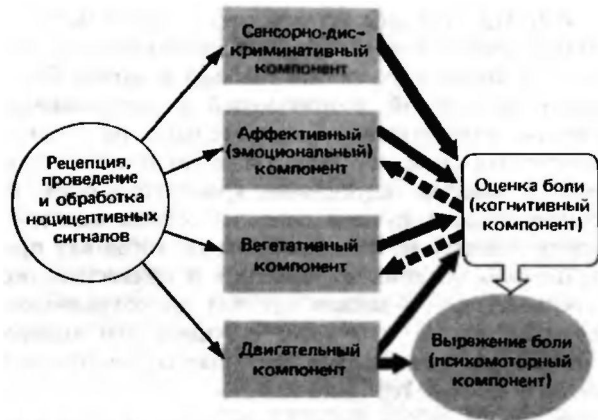 Сансорно-дис-
криминативный
компонент
Аффективный
(эмоциональный)
компонент
Рецепция,
проведение
и обработка
ноцицептивных
сигналов
Оценка боли
(когнитивный
компонент)
Вегетативный
компонент
Двигательный
компонент
Выражение боли
(психомоторный
компонент)